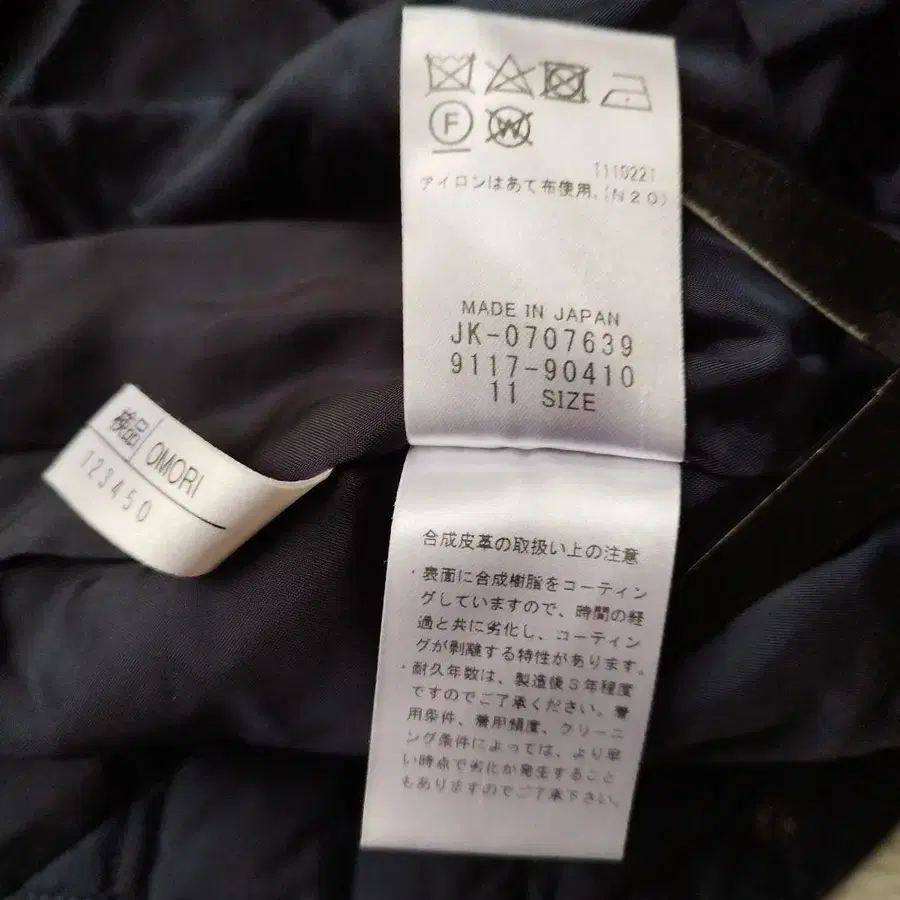 F
W
1110221
アイロンはあて布使用。(N20)
MADE IN JAPAN
JK-0707639
9117-90410
11 SIZE
検品 OMORI
123450
合成皮革の取扱い上の注意
・表面に合成樹脂をコーティン
グしていますので、時間の経
過と共に劣化し、コーティン
グが剥離する特性があります。
・耐久年数は、製造後3年程度
ですのでご了承ください。着
用条件、着用頻度、クリーニ
ング条件によっては、より早
い時点で劣化が発生すること
もありますのでご了承下さい。